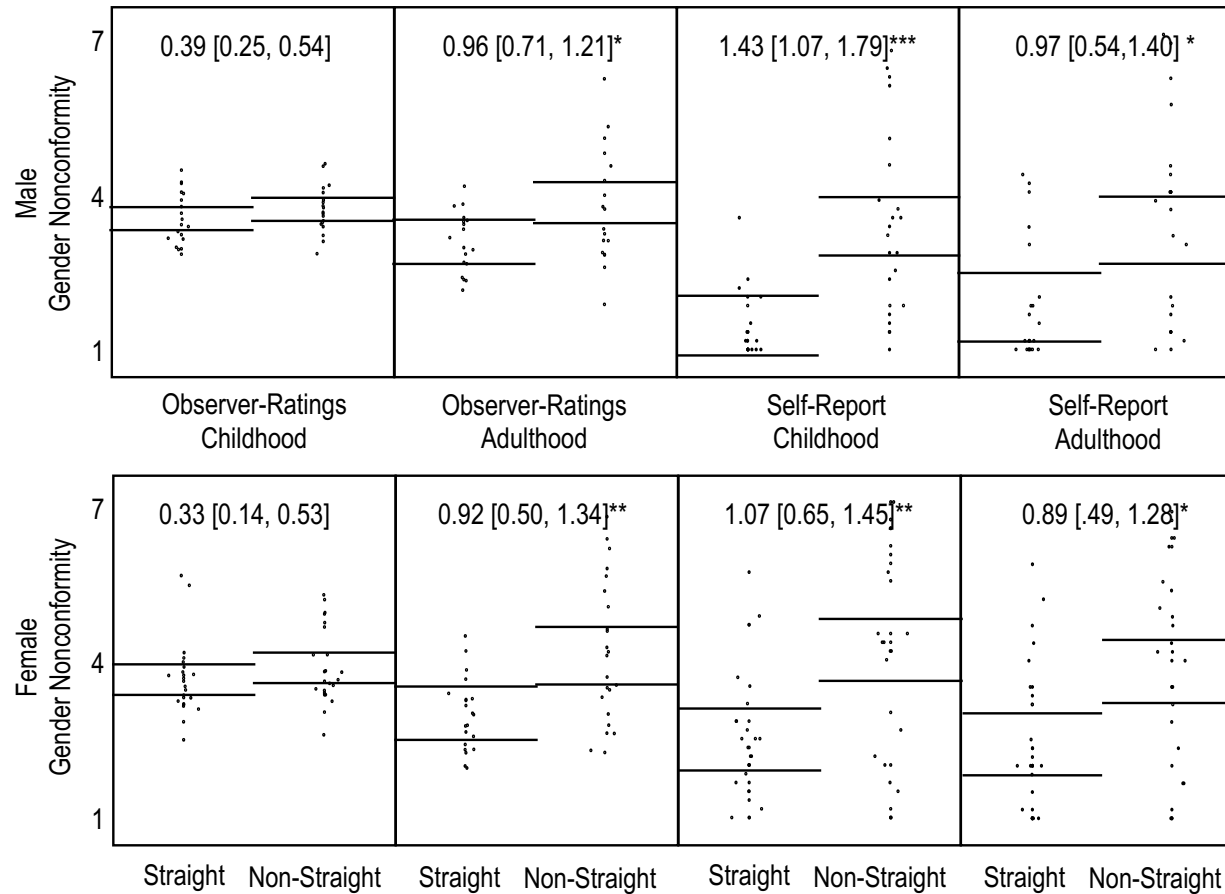 7
0.39 [0.25, 0.54]
0.96 [0.71, 1.21]*
1.43 [1.07, 1.79]***
0.97 [0.54,1.40] *
Male
Gender Nonconformity
4
1
Observer-Ratings
Childhood
Observer-Ratings
Adulthood
Self-Report
Childhood
Self-Report
Adulthood
7
0.33 [0.14, 0.53]
0.92 [0.50, 1.34]**
1.07 [0.65, 1.45]**
0.89 [.49, 1.28]*
Female
Gender Nonconformity
4
1
Straight Non-Straight Straight Non-Straight Straight Non-Straight Straight Non-Straight